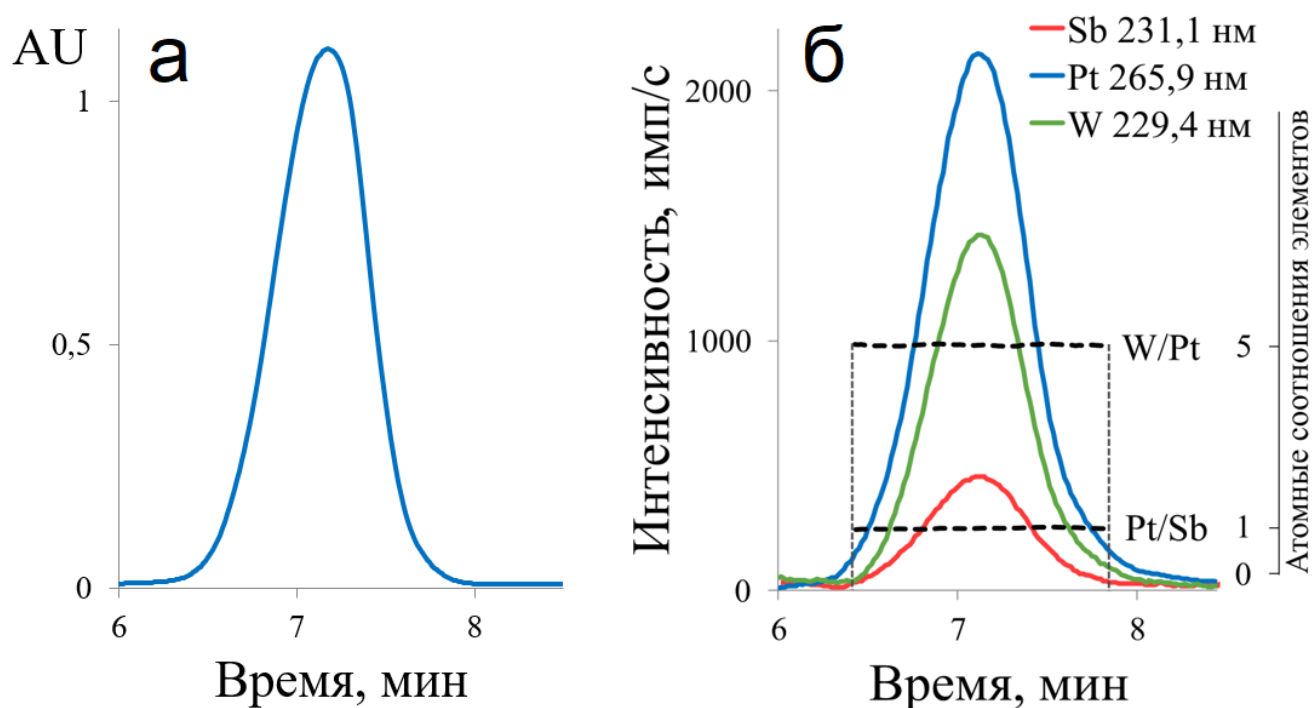 AU
а
1
0,5
0
6
7
8
Время, мин
б
Sb 231,1 нм
Pt 265,9 нм
W 229,4 нм
Интенсивность, имп/с
2000
1000
0
6
7
8
Время, мин
W/Pt
Pt/Sb
5
1
0
Атомные соотношения элементов